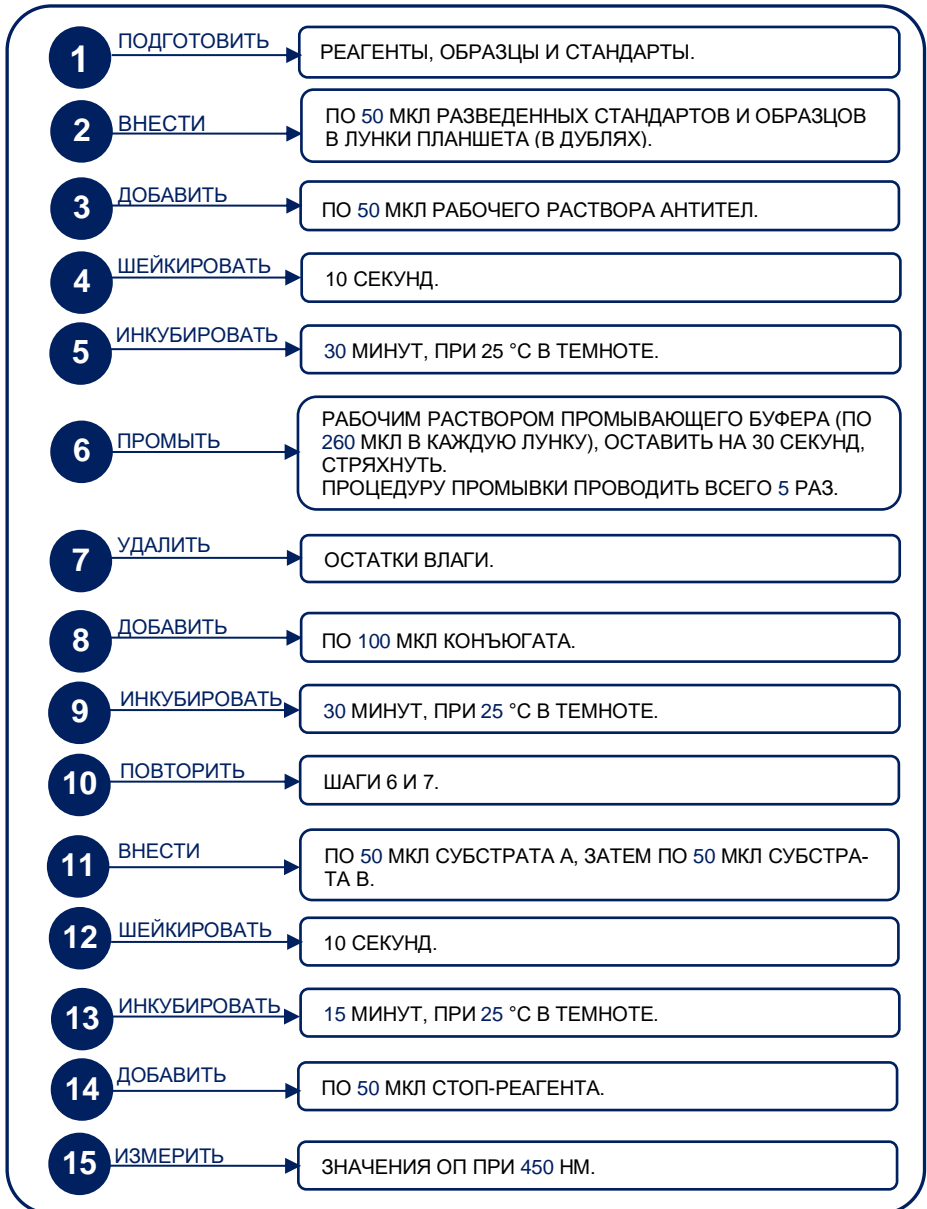 1 ПОДГОТОВИТЬ РЕАГЕНТЫ, ОБРАЗЦЫ И СТАНДАРТЫ.
2 ВНЕСТИ ПО 50 МКЛ РАЗВЕДЕННЫХ СТАНДАРТОВ И ОБРАЗЦОВ
В ЛУНКИ ПЛАНШЕТА (В ДУБЛЯХ).
3 ДОБАВИТЬ ПО 50 МКЛ РАБОЧЕГО РАСТВОРА АНТИТЕЛ.
4 ШЕЙКИРОВАТЬ 10 СЕКУНД.
5 ИНКУБИРОВАТЬ 30 МИНУТ, ПРИ 25 °С В ТЕМНОТЕ.
6 ПРОМЫТЬ РАБОЧИМ РАСТВОРОМ ПРОМЫВАЮЩЕГО БУФЕРА (ПО
260 МКЛ В КАЖДУЮ ЛУНКУ), ОСТАВИТЬ НА 30 СЕКУНД,
СТРЯХНУТЬ.
ПРОЦЕДУРУ ПРОМЫВКИ ПРОВОДИТЬ ВСЕГО 5 РАЗ.
7 УДАЛИТЬ ОСТАТКИ ВЛАГИ.
8 ДОБАВИТЬ ПО 100 МКЛ КОНЪЮГАТА.
9 ИНКУБИРОВАТЬ 30 МИНУТ, ПРИ 25 °С В ТЕМНОТЕ.
10 ПОВТОРИТЬ ШАГИ 6 И 7.
11 ВНЕСТИ ПО 50 МКЛ СУБСТРАТА А, ЗАТЕМ ПО 50 МКЛ СУБСТРА-
ТА В.
12 ШЕЙКИРОВАТЬ 10 СЕКУНД.
13 ИНКУБИРОВАТЬ 15 МИНУТ, ПРИ 25 °С В ТЕМНОТЕ.
14 ДОБАВИТЬ ПО 50 МКЛ СТОП-РЕАГЕНТА.
15 ИЗМЕРИТЬ ЗНАЧЕНИЯ ОП ПРИ 450 НМ.